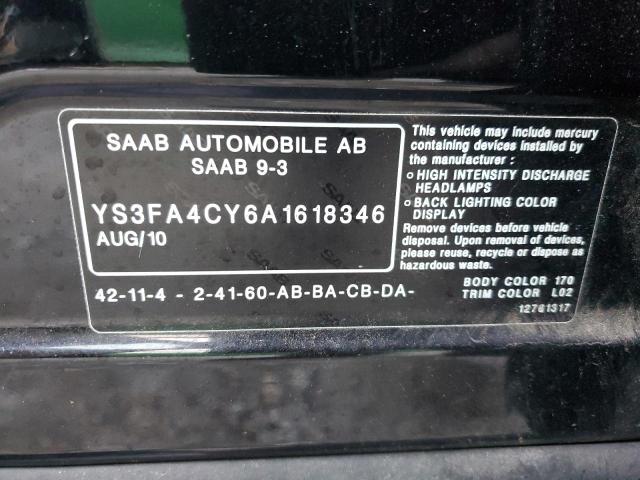 SAAB AUTOMOBILE AB
SAAB 9-3
YS3FA4CY6A1618346
AUG/10
42-11-4 - 2-41-60-AB-BA-CB-DA-
This vehicle may include mercury
containing devices installed by
the manufacturer :
o HIGH INTENSITY DISCHARGE
HEADLAMPS
o BACK LIGHTING COLOR
DISPLAY
Remove devices before vehicle
disposal. Upon removal of devices,
please reuse, recycle or dispose as
hazardous waste.
BODY COLOR 170
TRIM COLOR L02
12761317